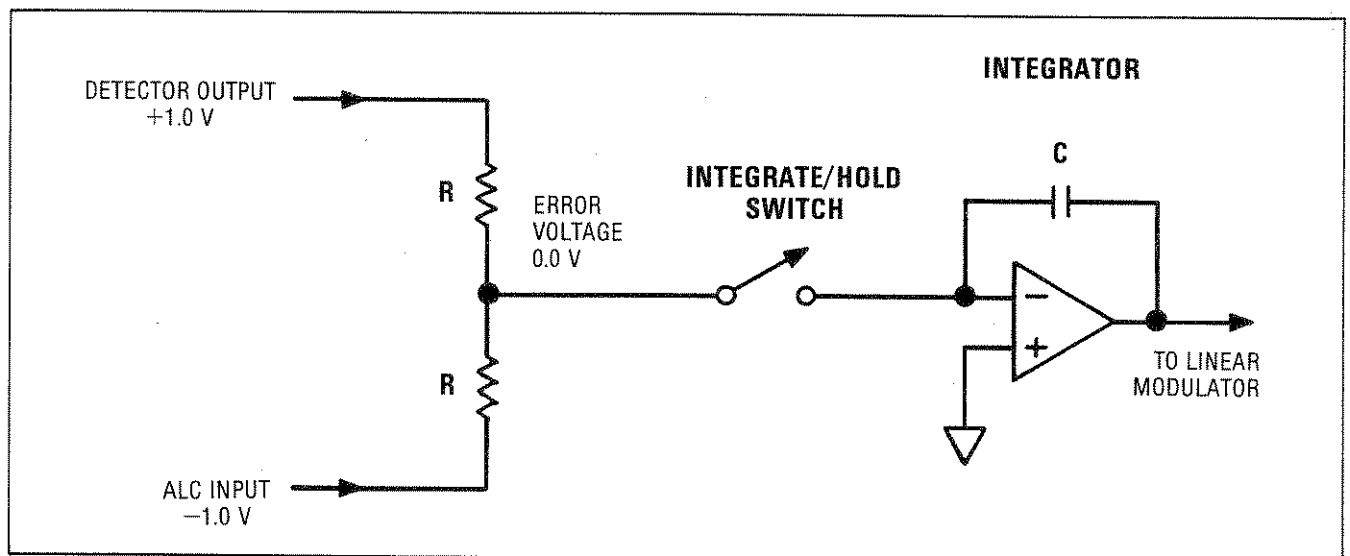 DETECTOR OUTPUT
+1.0 V
R
ERROR
VOLTAGE
0.0 V
INTEGRATE/HOLD
SWITCH
INTEGRATOR
C
−
+
TO LINEAR
MODULATOR
R
ALC INPUT
−1.0 V